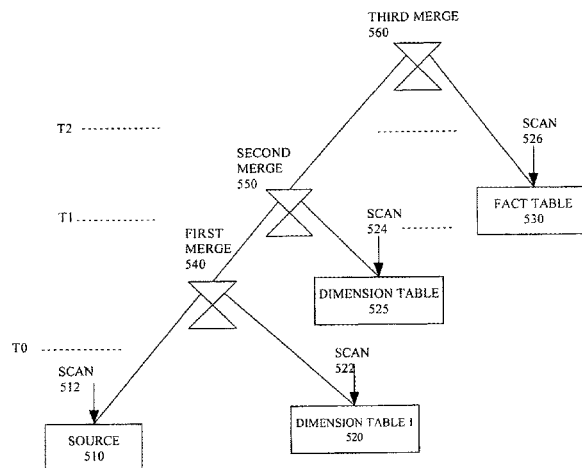 THIRD MERGE
560
T2
SCAN
526
SECOND
MERGE
550
FACT TABLE
530
T1
SCAN
524
FIRST
MERGE
540
DIMENSION TABLE
525
T0
SCAN
512
SCAN
522
SOURCE
510
DIMENSION TABLE 1
520